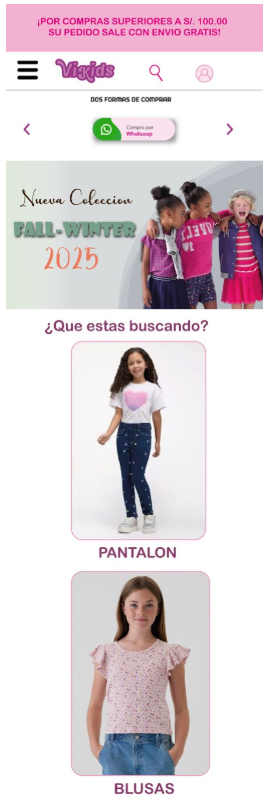 ¡POR COMPRAS SUPERIORES A S/. 100.00
SU PEDIDO SALE CON ENVIO GRATIS!
Vikids
DOS FORMAS DE COMPRAR
Compra por
Whatsaap
Nueva Coleccion
FALL-WINTER
2025
¿Que estas buscando?
PANTALON
BLUSAS